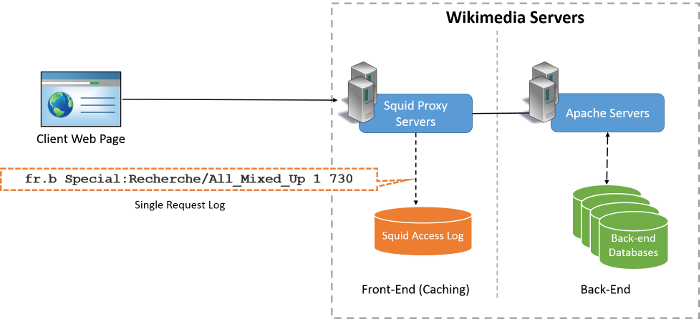 Wikimedia Servers
Squid Proxy
Servers
Apache Servers
Client Web Page
fr.b Special:Recherche/All_Mixed_Up 1 730
Single Request Log
Squid Access Log
Back-end
Databases
Front-End (Caching)
Back-End